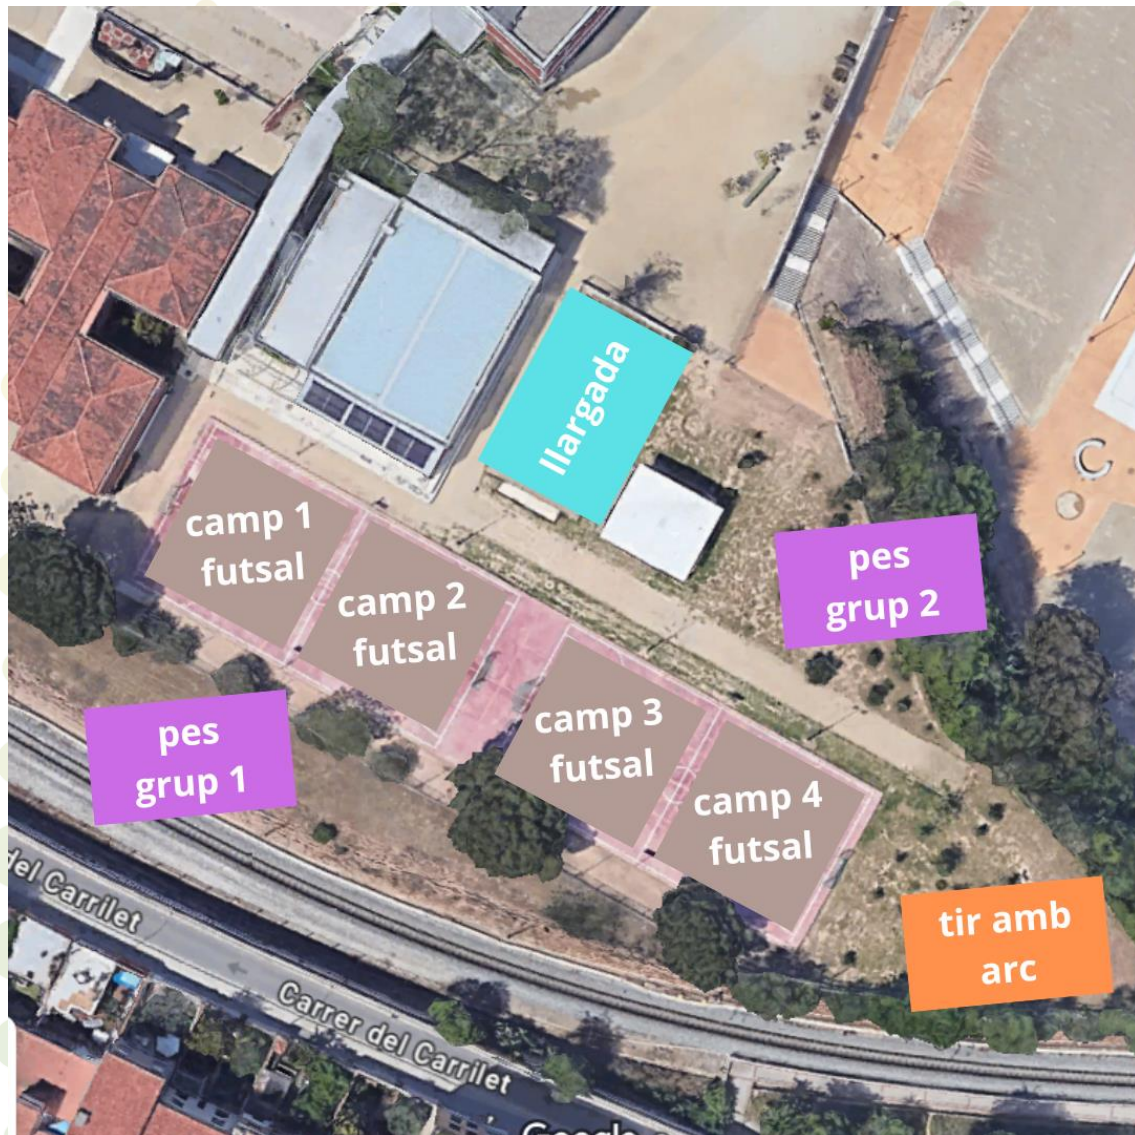 llargada
camp 1
futsal
camp 2
futsal
pes
grup 2
camp 3
futsal
pes
grup 1
camp 4
futsal
tir amb
arc
del Carrilet
Carrer del Carrilet
Google